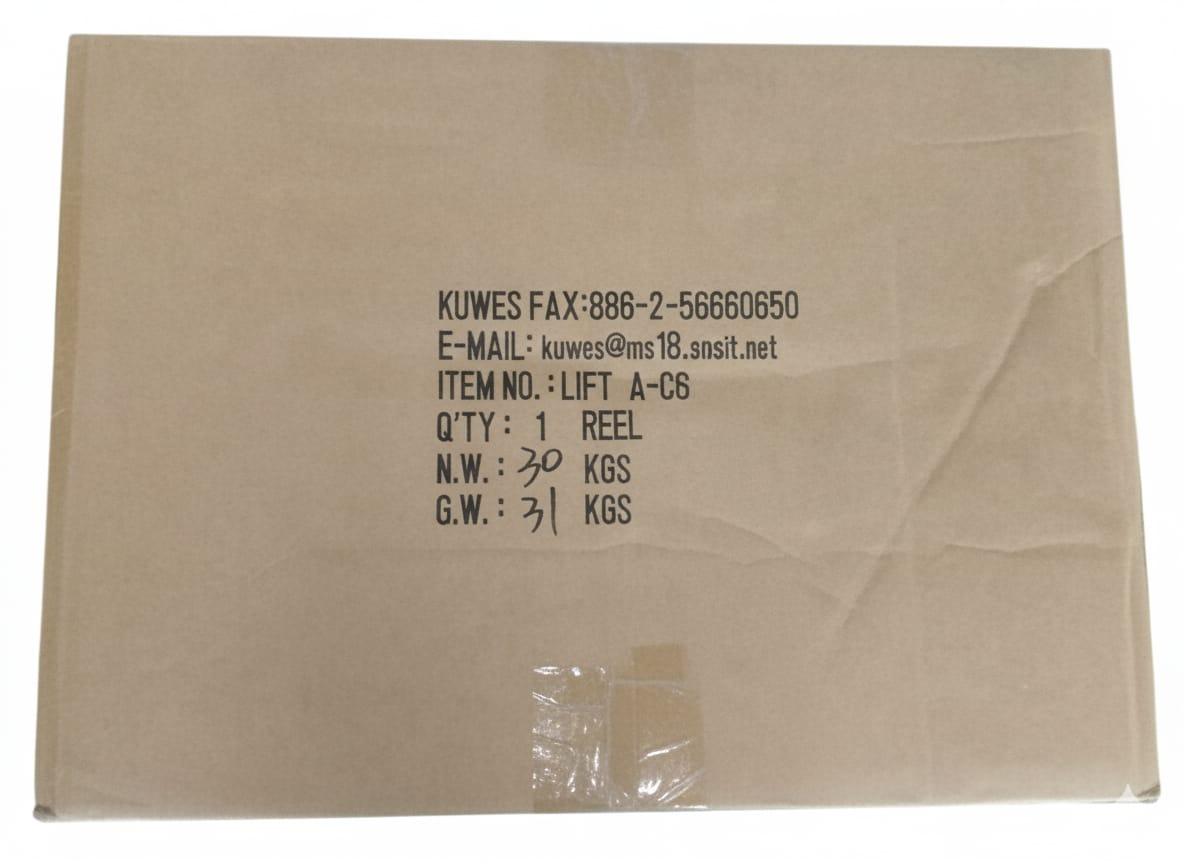 KUWES FAX:886-2-56660650
E-MAIL: kuwes@ms18.snsit.net
ITEM NO.: LIFT A-C6
Q'TY: 1 REEL
N.W.: 30 KGS
G.W.: 31 KGS